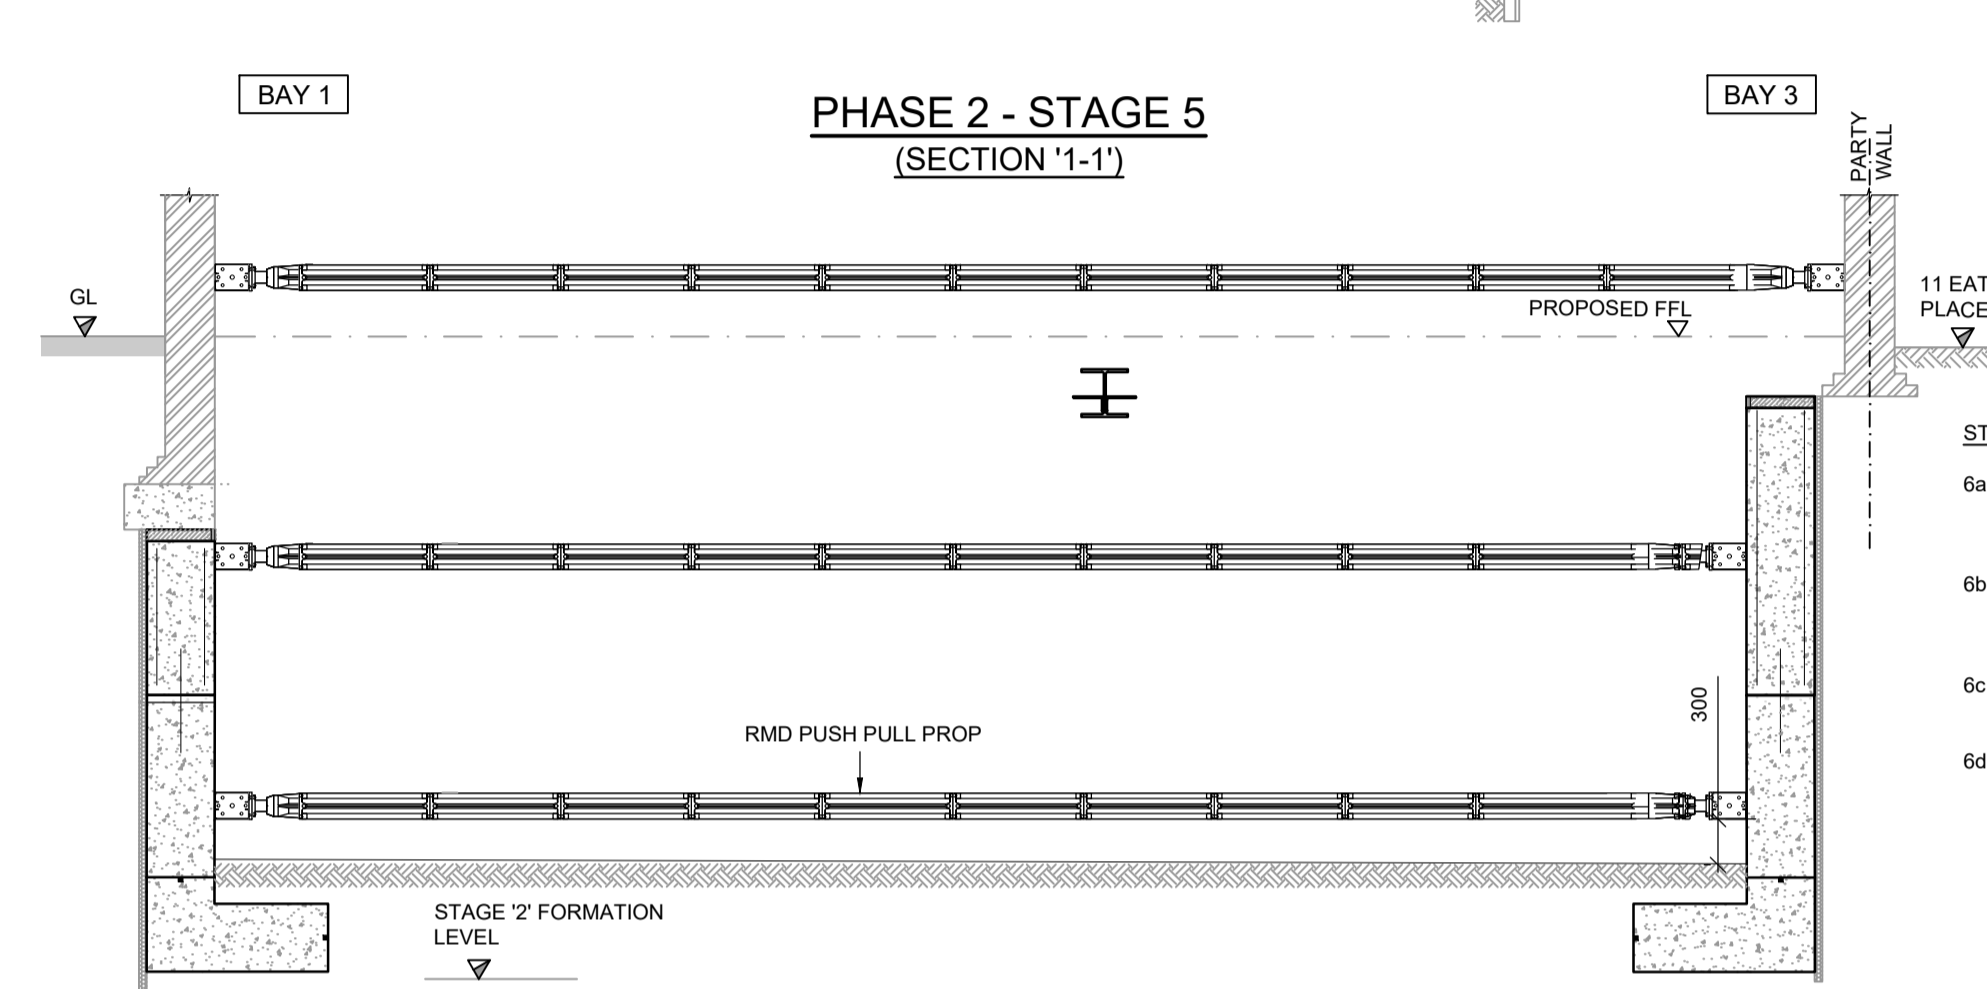 BAY 1
PHASE 2 - STAGE 5
(SECTION '1-1')
BAY 3
PARTY
WALL
GL
PROPOSED FFL
11 EAT
PLACE
ST
6a
6b
6c
6d
300
RMD PUSH PULL PROP
STAGE '2' FORMATION
LEVEL